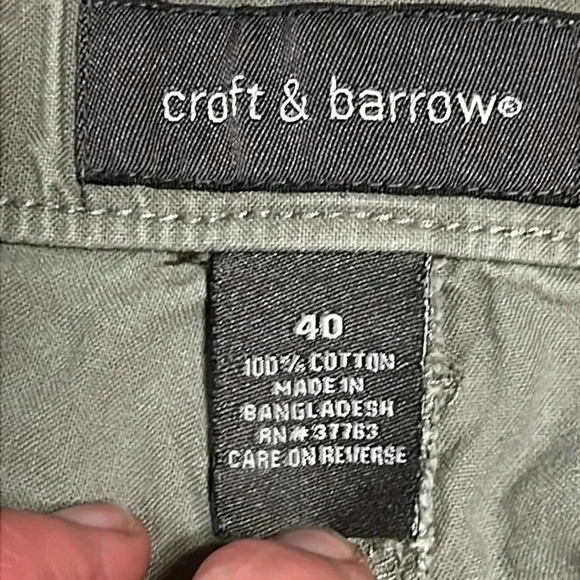 croft & barrow®
40
100% COTTON
MADE IN
BANGLADESH
RN# 37763
CARE ON REVERSE